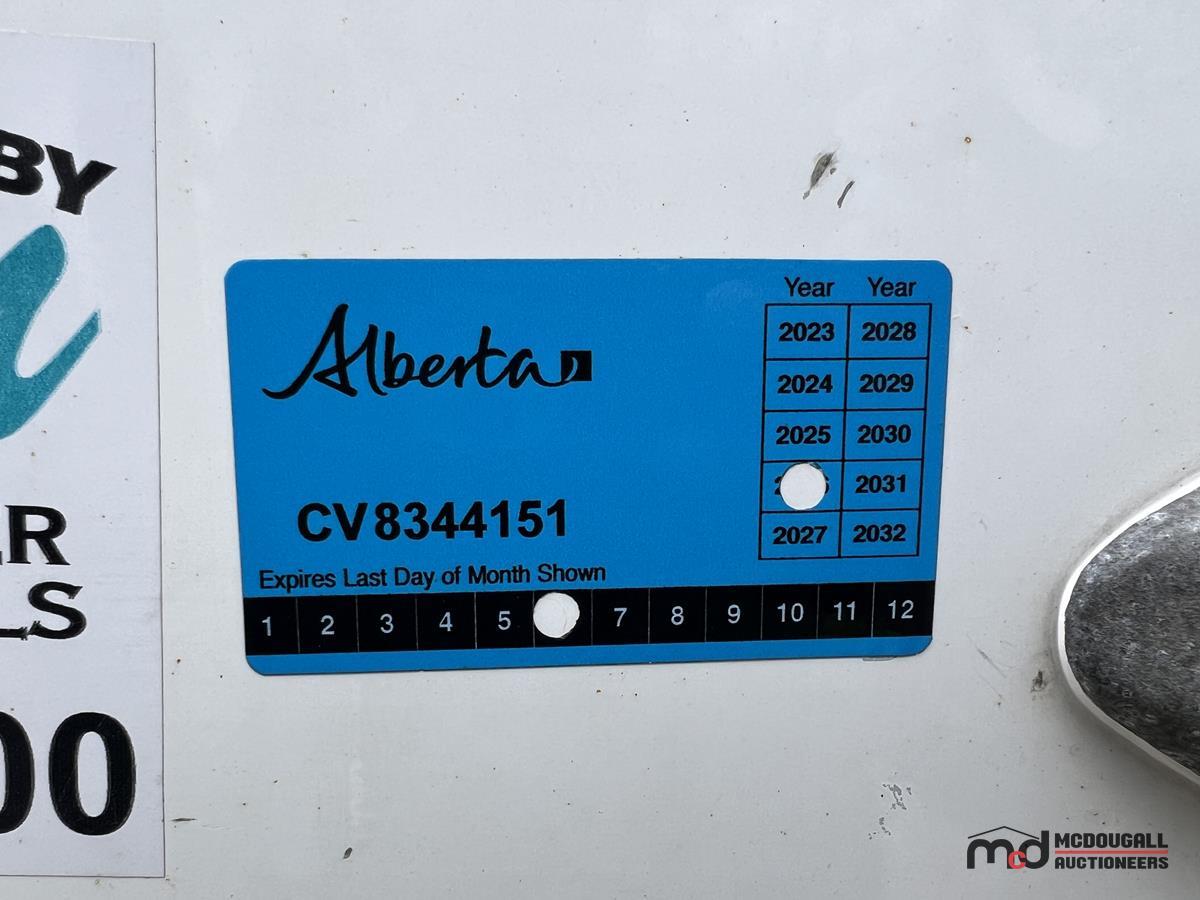 BY
R
LS
00
Alberta
Year Year
2023 2028
2024 2029
2025 2030
2031
2027 2032
CV8344151
Expires Last Day of Month Shown
1 2 3 4 5 7 8 9 10 11 12
mcd MCDOUGALL
AUCTIONEERS